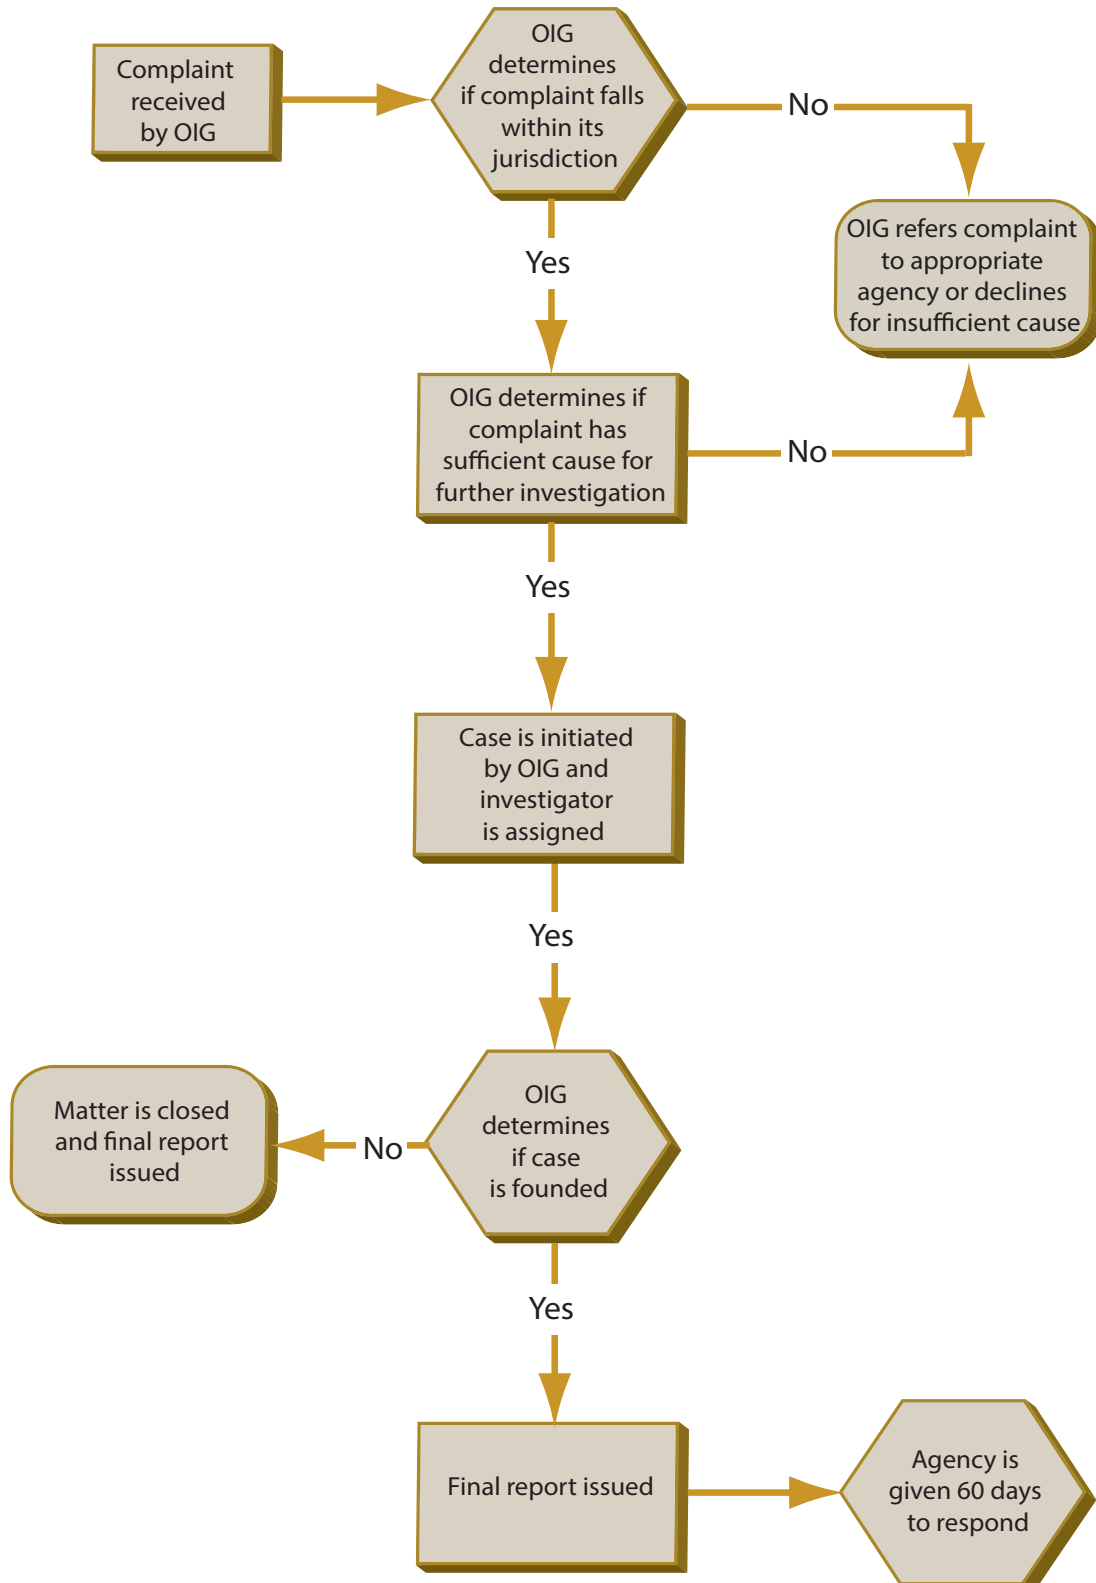 Complaint
received
by OIG
OIG
determines
if complaint falls
within its
jurisdiction
No
OIG refers complaint
to appropriate
agency or declines
for insufficient cause
Yes
OIG determines if
complaint has
sufficient cause for
further investigation
No
Yes
Case is initiated
by OIG and
investigator
is assigned
Yes
OIG
determines
if case
is founded
No
Matter is closed
and final report
issued
Yes
Final report issued
Agency is
given 60 days
to respond